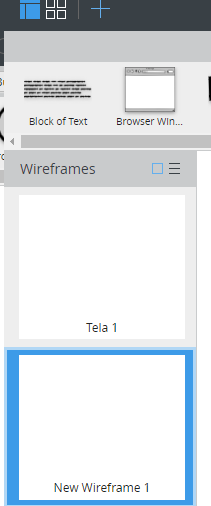 Block of Text
Browser Win...
Wireframes
Tela 1
New Wireframe 1